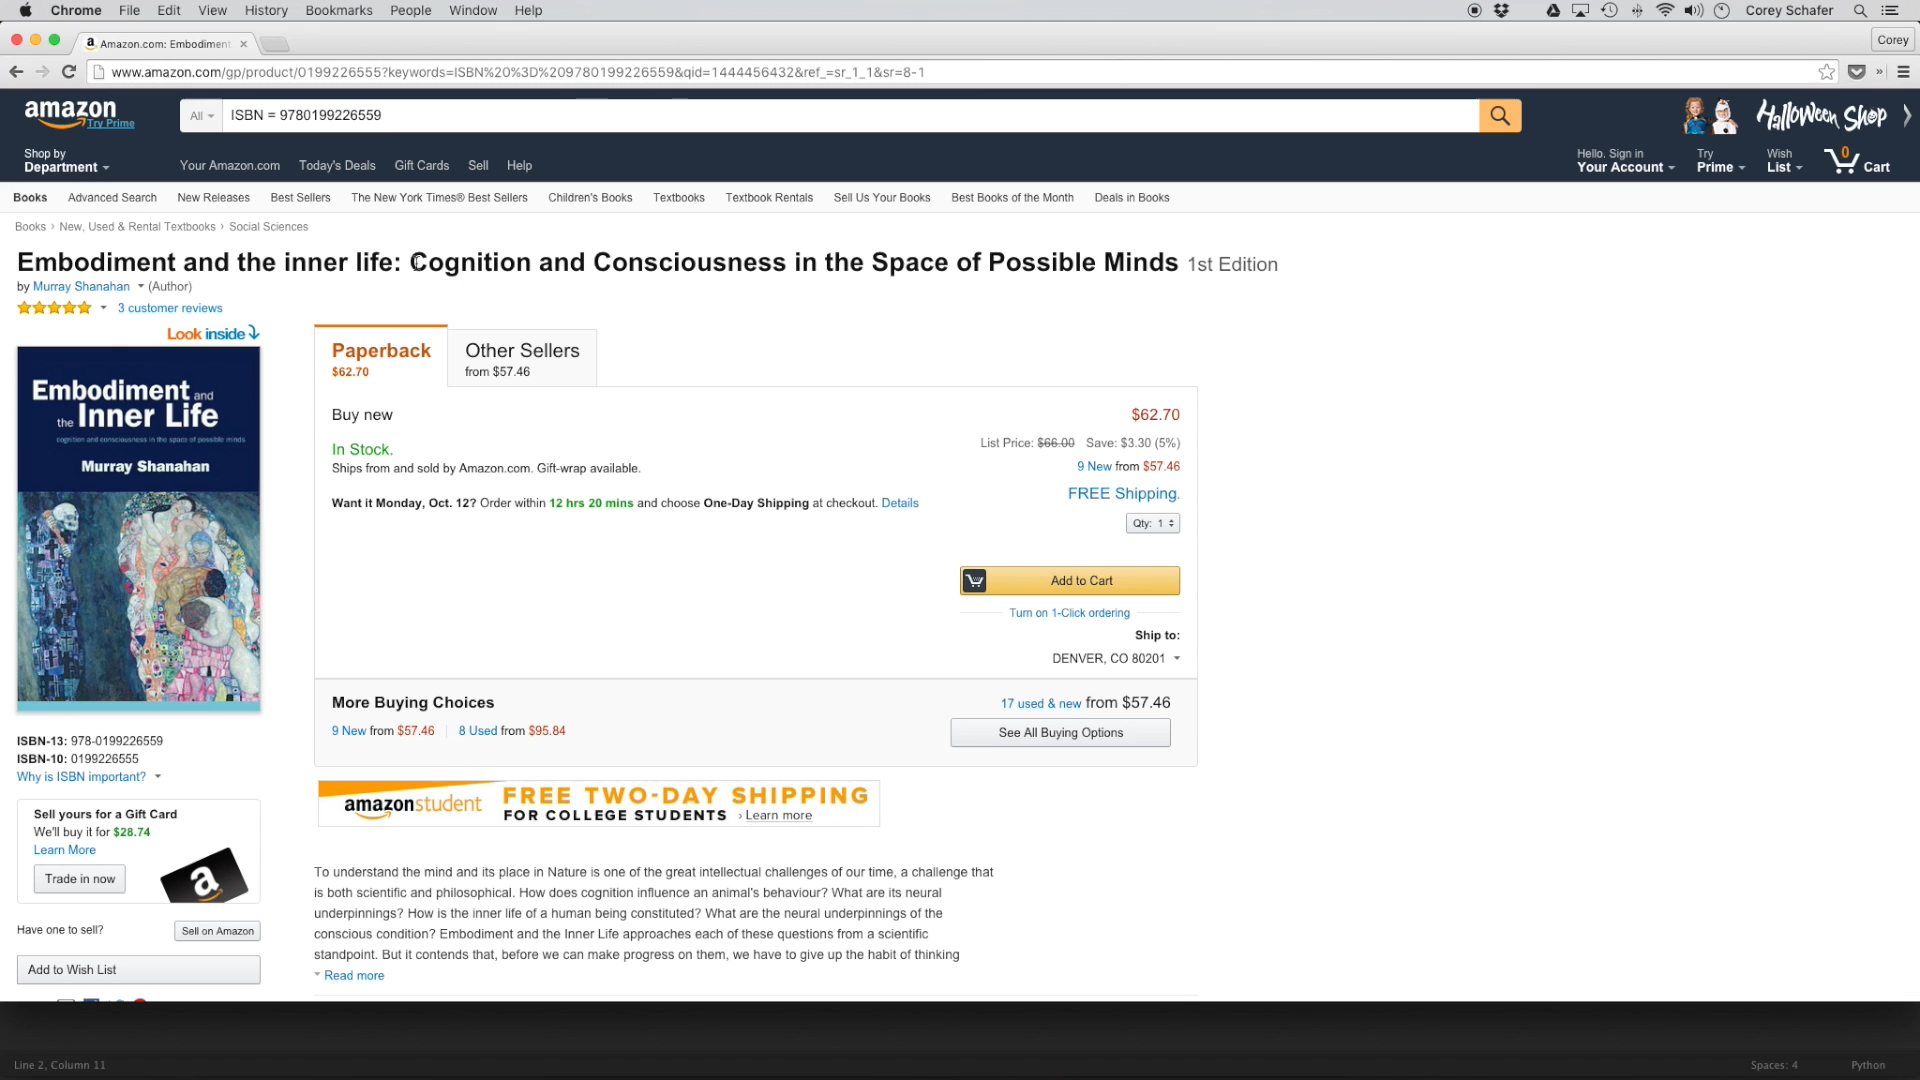 Chrome File Edit View History Bookmarks People Window Help Corey Schafer
Amazon.com: Embodiment Corey
www.amazon.com/gp/product/0199226555?keywords=ISBN%20%3D%209780199226559&qid=1444456432&ref_=sr_1_1&sr=8-1
amazon
Try Prime
All ISBN = 9780199226559
Halloween Shop
Shop by
Department
Your Amazon.com Today's Deals Gift Cards Sell Help
Hello. Sign in
Your Account
Try
Prime
Wish
List
0
Cart
Books Advanced Search New Releases Best Sellers The New York Times® Best Sellers Children's Books Textbooks Textbook Rentals Sell Us Your Books Best Books of the Month Deals in Books
Books › New, Used & Rental Textbooks › Social Sciences
Embodiment and the inner life: Cognition and Consciousness in the Space of Possible Minds 1st Edition
by Murray Shanahan (Author)
3 customer reviews
Look inside
Embodiment and
the Inner Life
cognition and consciousness in the space of possible minds
Murray Shanahan
ISBN-13: 978-0199226559
ISBN-10: 0199226555
Why is ISBN important?
Sell yours for a Gift Card
We'll buy it for $28.74
Learn More
Trade in now
a
Have one to sell? Sell on Amazon
Add to Wish List
Paperback
$62.70
Other Sellers
from $57.46
Buy new $62.70
In Stock.
Ships from and sold by Amazon.com. Gift-wrap available.
List Price: $66.00 Save: $3.30 (5%)
9 New from $57.46
Want it Monday, Oct. 12? Order within 12 hrs 20 mins and choose One-Day Shipping at checkout. Details
FREE Shipping.
Qty: 1
Add to Cart
Turn on 1-Click ordering
Ship to:
DENVER, CO 80201
More Buying Choices
9 New from $57.46 8 Used from $95.84
17 used & new from $57.46
See All Buying Options
amazonstudent
FREE TWO-DAY SHIPPING
FOR COLLEGE STUDENTS › Learn more
To understand the mind and its place in Nature is one of the great intellectual challenges of our time, a challenge that
is both scientific and philosophical. How does cognition influence an animal's behaviour? What are its neural
underpinnings? How is the inner life of a human being constituted? What are the neural underpinnings of the
conscious condition? Embodiment and the Inner Life approaches each of these questions from a scientific
standpoint. But it contends that, before we can make progress on them, we have to give up the habit of thinking
Read more
Line 2, Column 11 Spaces: 4 Python